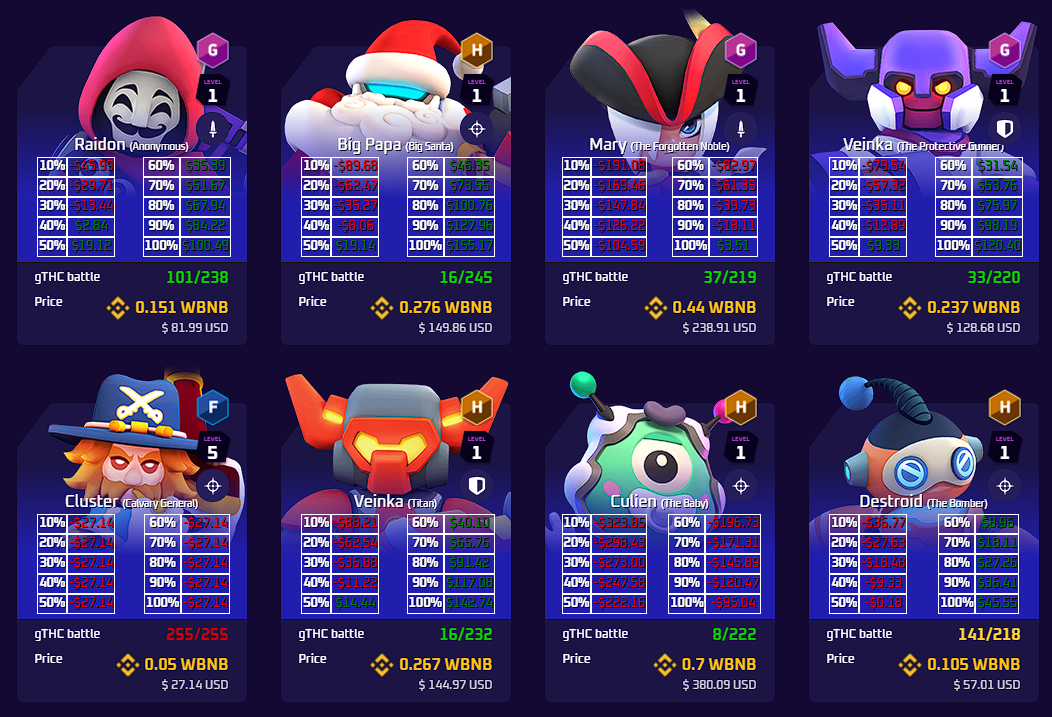 G
LEVEL
1
Raidon (Anonymous)
10% -$45.99 60% $35.39
20% -$29.71 70% $51.67
30% -$13.44 80% $67.94
40% $2.84 90% $84.22
50% $19.12 100% $100.49
gTHC battle 101/238
Price 0.151 WBNB
$ 81.99 USD
H
LEVEL
1
Big Papa (Big Santa)
10% -$89.68 60% $46.35
20% -$62.47 70% $73.55
30% -$35.27 80% $100.76
40% -$8.06 90% $127.96
50% $19.14 100% $155.17
gTHC battle 16/245
Price 0.276 WBNB
$ 149.86 USD
G
LEVEL
1
Mary (The Forgotten Noble)
10% -$191.08 60% -$82.97
20% -$169.46 70% -$61.35
30% -$147.84 80% -$39.73
40% -$126.22 90% -$18.11
50% -$104.59 100% $3.51
gTHC battle 37/219
Price 0.44 WBNB
$ 238.91 USD
G
LEVEL
1
Veinka (The Protective Gunner)
10% -$79.54 60% $31.54
20% -$57.32 70% $53.76
30% -$35.11 80% $75.97
40% -$12.89 90% $98.19
50% $9.33 100% $120.40
gTHC battle 33/220
Price 0.237 WBNB
$ 128.68 USD
F
LEVEL
5
Cluster (Calvary General)
10% -$27.14 60% -$27.14
20% -$27.14 70% -$27.14
30% -$27.14 80% -$27.14
40% -$27.14 90% -$27.14
50% -$27.14 100% -$27.14
gTHC battle 255/255
Price 0.05 WBNB
$ 27.14 USD
H
LEVEL
1
Veinka (Titan)
10% -$88.21 60% $40.10
20% -$62.54 70% $65.76
30% -$36.88 80% $91.42
40% -$11.22 90% $117.08
50% $14.44 100% $142.74
gTHC battle 16/232
Price 0.267 WBNB
$ 144.97 USD
H
LEVEL
1
Culien (The Baby)
10% -$323.85 60% -$196.73
20% -$298.43 70% -$171.31
30% -$273.00 80% -$145.89
40% -$247.58 90% -$120.47
50% -$222.16 100% -$95.04
gTHC battle 8/222
Price 0.7 WBNB
$ 380.09 USD
H
LEVEL
1
Destroid (The Bomber)
10% -$36.77 60% $8.96
20% -$27.63 70% $18.11
30% -$18.48 80% $27.26
40% -$9.33 90% $36.41
50% -$0.18 100% $45.55
gTHC battle 141/218
Price 0.105 WBNB
$ 57.01 USD